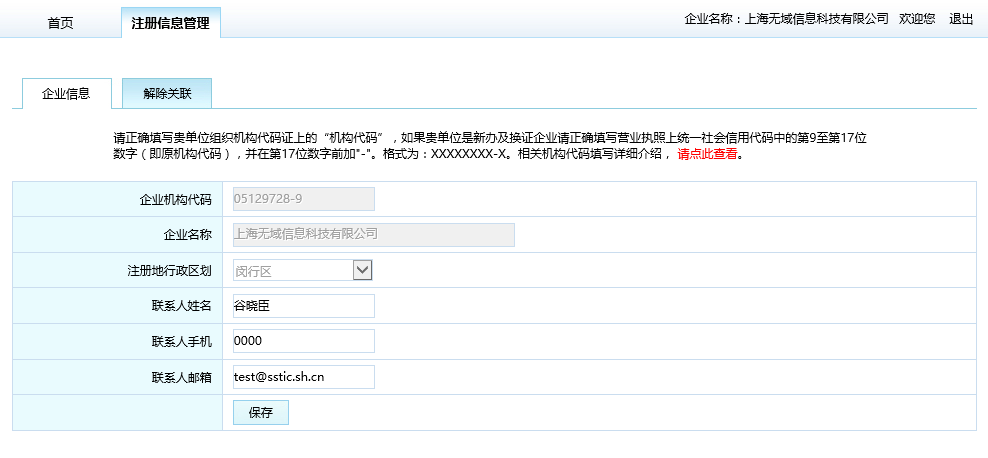 首页
注册信息管理
企业名称：上海无域信息科技有限公司 欢迎您 退出
企业信息
解除关联
请正确填写贵单位组织机构代码证上的“机构代码”，如果贵单位是新办及换证企业请正确填写营业执照上统一社会信用代码中的第9至第17位
数字（即原机构代码），并在第17位数字前加"-"。格式为：XXXXXXXX-X。相关机构代码填写详细介绍， 请点此查看。
企业机构代码 05129728-9
企业名称 上海无域信息科技有限公司
注册地行政区划 闵行区
联系人姓名 谷晓臣
联系人手机 0000
联系人邮箱 test@sstic.sh.cn
保存